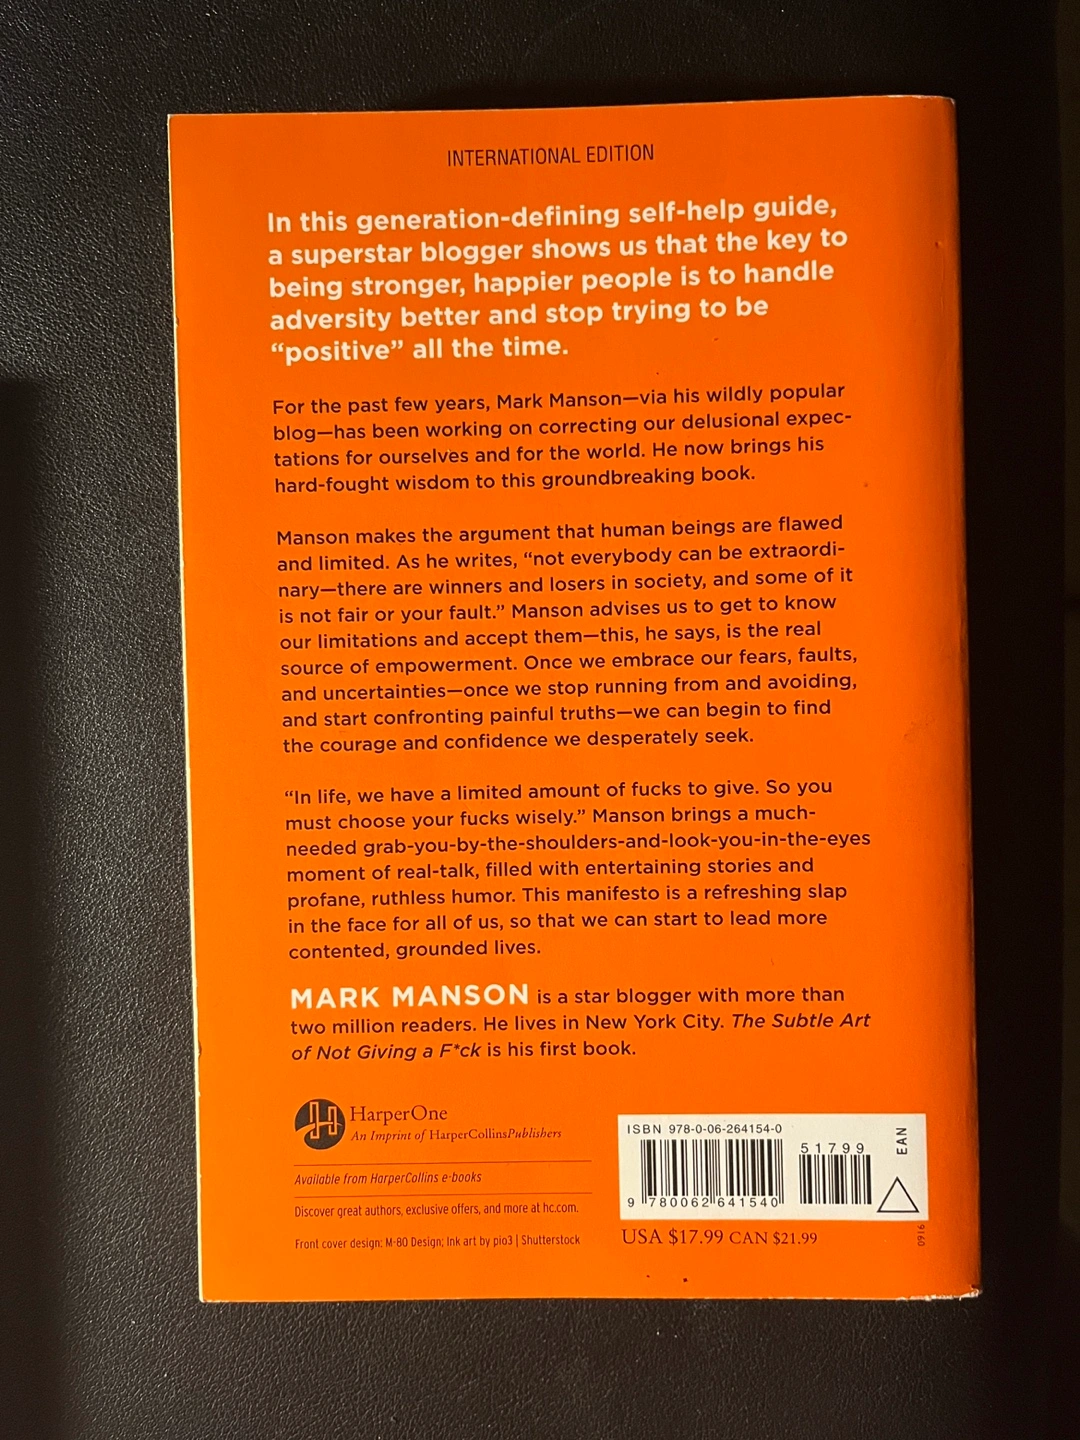 INTERNATIONAL EDITION
In this generation-defining self-help guide,
a superstar blogger shows us that the key to
being stronger, happier people is to handle
adversity better and stop trying to be
“positive” all the time.
For the past few years, Mark Manson—via his wildly popular
blog—has been working on correcting our delusional expec-
tations for ourselves and for the world. He now brings his
hard-fought wisdom to this groundbreaking book.
Manson makes the argument that human beings are flawed
and limited. As he writes, “not everybody can be extraordi-
nary—there are winners and losers in society, and some of it
is not fair or your fault.” Manson advises us to get to know
our limitations and accept them—this, he says, is the real
source of empowerment. Once we embrace our fears, faults,
and uncertainties—once we stop running from and avoiding,
and start confronting painful truths—we can begin to find
the courage and confidence we desperately seek.
“In life, we have a limited amount of fucks to give. So you
must choose your fucks wisely.” Manson brings a much-
needed grab-you-by-the-shoulders-and-look-you-in-the-eyes
moment of real-talk, filled with entertaining stories and
profane, ruthless humor. This manifesto is a refreshing slap
in the face for all of us, so that we can start to lead more
contented, grounded lives.
MARK MANSON is a star blogger with more than
two million readers. He lives in New York City. The Subtle Art
of Not Giving a F*ck is his first book.
HarperOne
An Imprint of HarperCollinsPublishers
Available from HarperCollins e-books
Discover great authors, exclusive offers, and more at hc.com.
Front cover design: M-80 Design; Ink art by pio3 | Shutterstock
ISBN 978-0-06-264154-0
51799
EAN
9 780062 641540
USA $17.99 CAN $21.99
0916